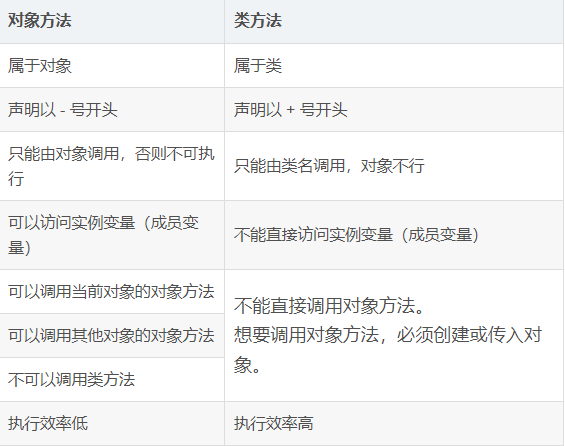 对象方法
类方法
属于对象
属于类
声明以 - 号开头
声明以 + 号开头
只能由对象调用，否则不可执
行
只能由类名调用，对象不行
可以访问实例变量（成员变
量）
不能直接访问实例变量（成员变量）
可以调用当前对象的对象方法
可以调用其他对象的对象方法
不可以调用类方法
不能直接调用对象方法。
想要调用对象方法，必须创建或传入对
象。
执行效率低
执行效率高